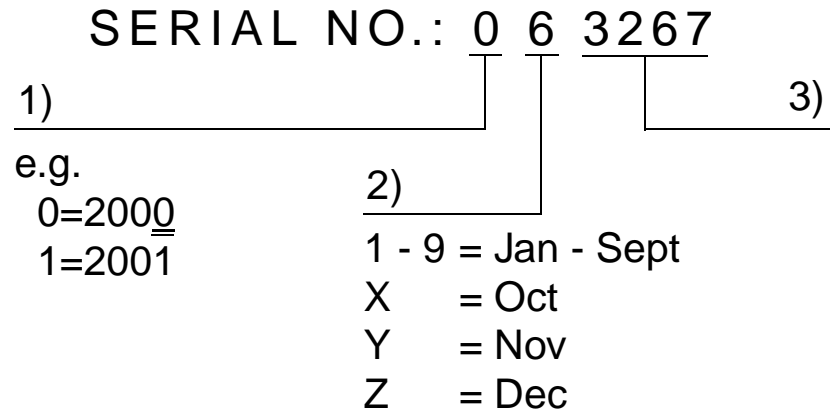 SERIAL NO.: 0 6 3267
1)
3)
e.g.
0=2000
1=2001
2)
1 - 9 = Jan - Sept
X = Oct
Y = Nov
Z = Dec